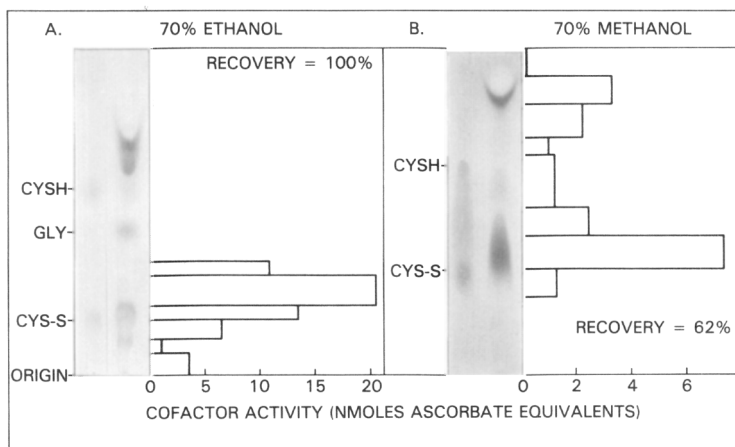 A. 70% ETHANOL
RECOVERY = 100%
CYSH
GLY
CYS-S
ORIGIN
0 5 10 15 20
B. 70% METHANOL
CYSH
CYS-S
RECOVERY = 62%
0 2 4 6
COFACTOR ACTIVITY (NMOLES ASCORBATE EQUIVALENTS)